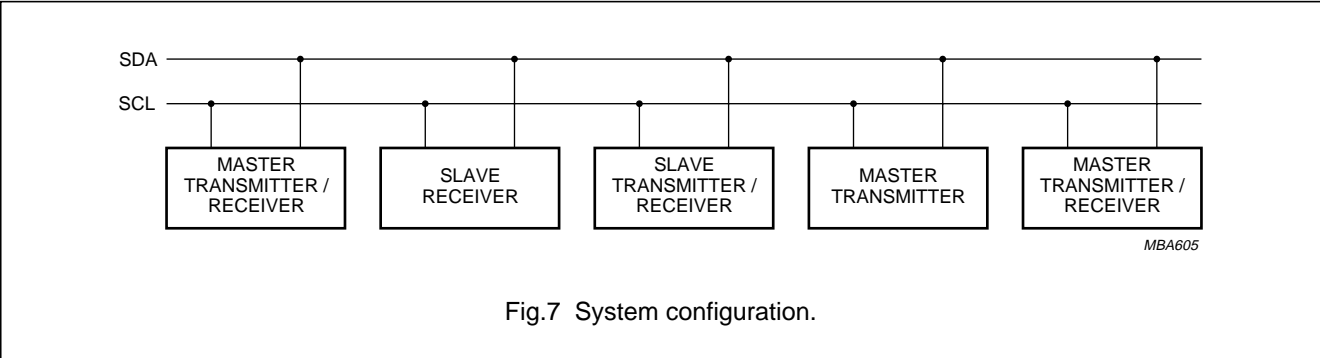 SDA
SCL
MASTER
TRANSMITTER /
RECEIVER
SLAVE
RECEIVER
SLAVE
TRANSMITTER /
RECEIVER
MASTER
TRANSMITTER
MASTER
TRANSMITTER /
RECEIVER
MBA605
Fig.7 System configuration.